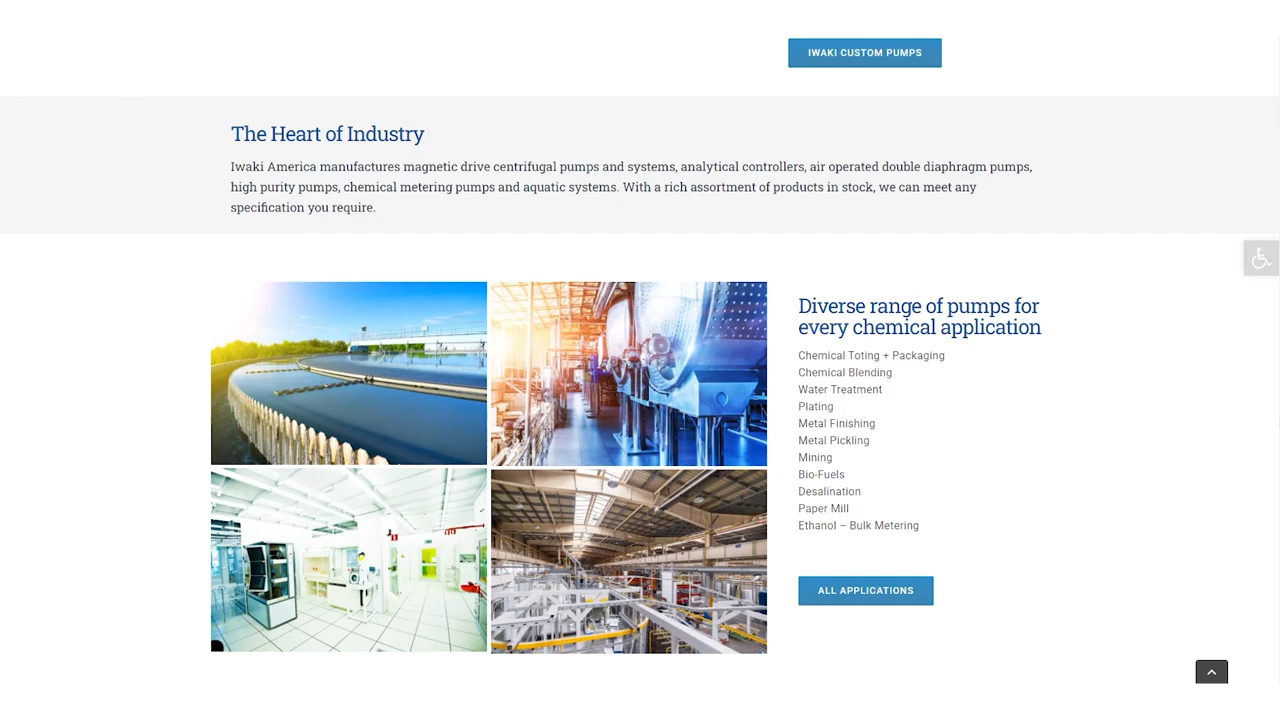 IWAKI CUSTOM PUMPS
The Heart of Industry
Iwaki America manufactures magnetic drive centrifugal pumps and systems, analytical controllers, air operated double diaphragm pumps,
high purity pumps, chemical metering pumps and aquatic systems. With a rich assortment of products in stock, we can meet any
specification you require.
Diverse range of pumps for
every chemical application
Chemical Toting + Packaging
Chemical Blending
Water Treatment
Plating
Metal Finishing
Metal Pickling
Mining
Bio-Fuels
Desalination
Paper Mill
Ethanol – Bulk Metering
ALL APPLICATIONS